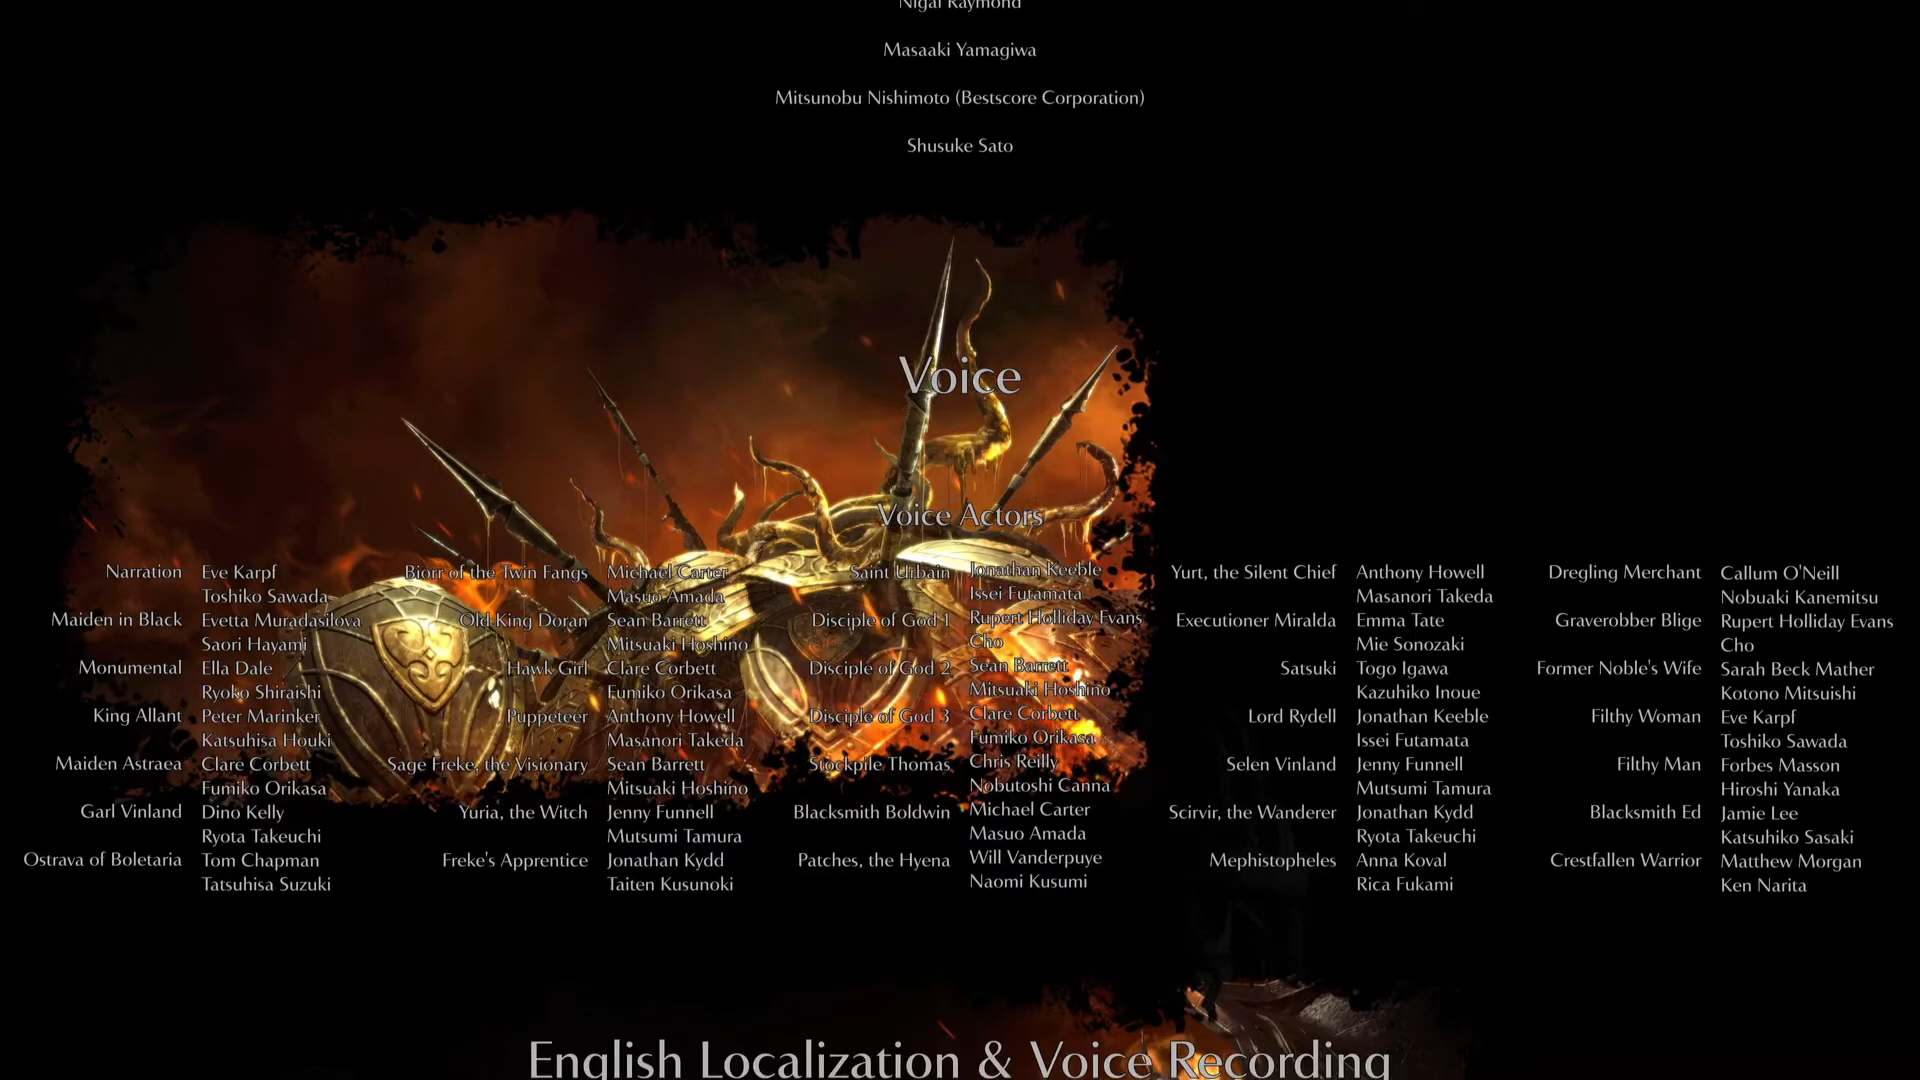 Nigal Raymond
Masaaki Yamagiwa
Mitsunobu Nishimoto (Bestscore Corporation)
Shusuke Sato
Voice
Voice Actors
Narration Eve Karpf
Toshiko Sawada
Maiden in Black Evetta Muradasilova
Saori Hayami
Monumental Ella Dale
Ryoko Shiraishi
King Allant Peter Marinker
Katsuhisa Houki
Maiden Astraea Clare Corbett
Fumiko Orikasa
Garl Vinland Dino Kelly
Ryota Takeuchi
Ostrava of Boletaria Tom Chapman
Tatsuhisa Suzuki
Biorr of the Twin Fangs Michael Carter
Masuo Amada
Old King Doran Sean Barrett
Mitsuaki Hoshino
Hawk Girl Clare Corbett
Fumiko Orikasa
Puppeteer Anthony Howell
Masanori Takeda
Sage Freke, the Visionary Sean Barrett
Mitsuaki Hoshino
Yuria, the Witch Jenny Funnell
Mutsumi Tamura
Freke's Apprentice Jonathan Kydd
Taiten Kusunoki
Saint Urbain Jonathan Keeble
Issei Futamata
Disciple of God 1 Rupert Holliday Evans
Cho
Disciple of God 2 Sean Barrett
Mitsuaki Hoshino
Disciple of God 3 Clare Corbett
Fumiko Orikasa
Stockpile Thomas Chris Reilly
Nobutoshi Canna
Blacksmith Boldwin Michael Carter
Masuo Amada
Patches, the Hyena Will Vanderpuye
Naomi Kusumi
Yurt, the Silent Chief Anthony Howell
Masanori Takeda
Executioner Miralda Emma Tate
Mie Sonozaki
Satsuki Togo Igawa
Kazuhiko Inoue
Lord Rydell Jonathan Keeble
Issei Futamata
Selen Vinland Jenny Funnell
Mutsumi Tamura
Scirvir, the Wanderer Jonathan Kydd
Ryota Takeuchi
Mephistopheles Anna Koval
Rica Fukami
Dregling Merchant Callum O'Neill
Nobuaki Kanemitsu
Graverobber Blige Rupert Holliday Evans
Cho
Former Noble's Wife Sarah Beck Mather
Kotono Mitsuishi
Filthy Woman Eve Karpf
Toshiko Sawada
Filthy Man Forbes Masson
Hiroshi Yanaka
Blacksmith Ed Jamie Lee
Katsuhiko Sasaki
Crestfallen Warrior Matthew Morgan
Ken Narita
English Localization & Voice Recording